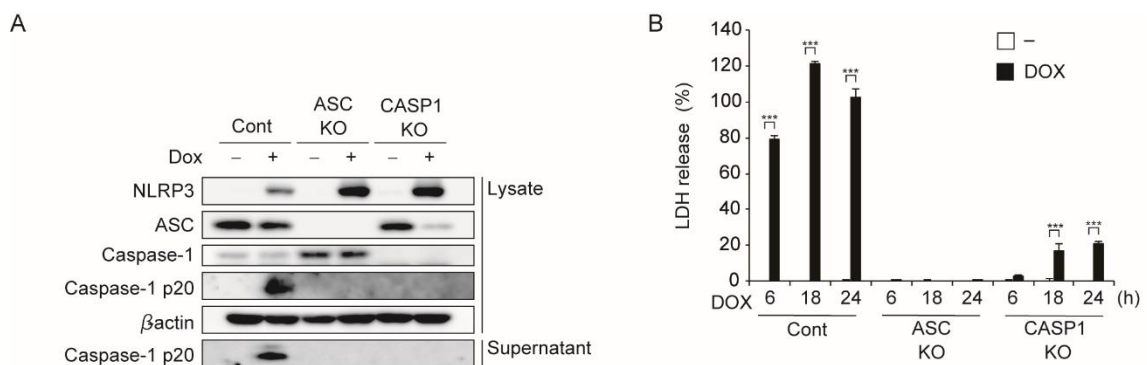 A
Cont
ASC
KO
CASP1
KO
Dox
– + – + – +
NLRP3
ASC
Caspase-1
Caspase-1 p20
βactin
Caspase-1 p20
Lysate
Supernatant
B
LDH release (%)
140
120
100
80
60
40
20
0
***
***
***
***
***
–
DOX
DOX 6 18 24 6 18 24 6 18 24 (h)
Cont
ASC
KO
CASP1
KO